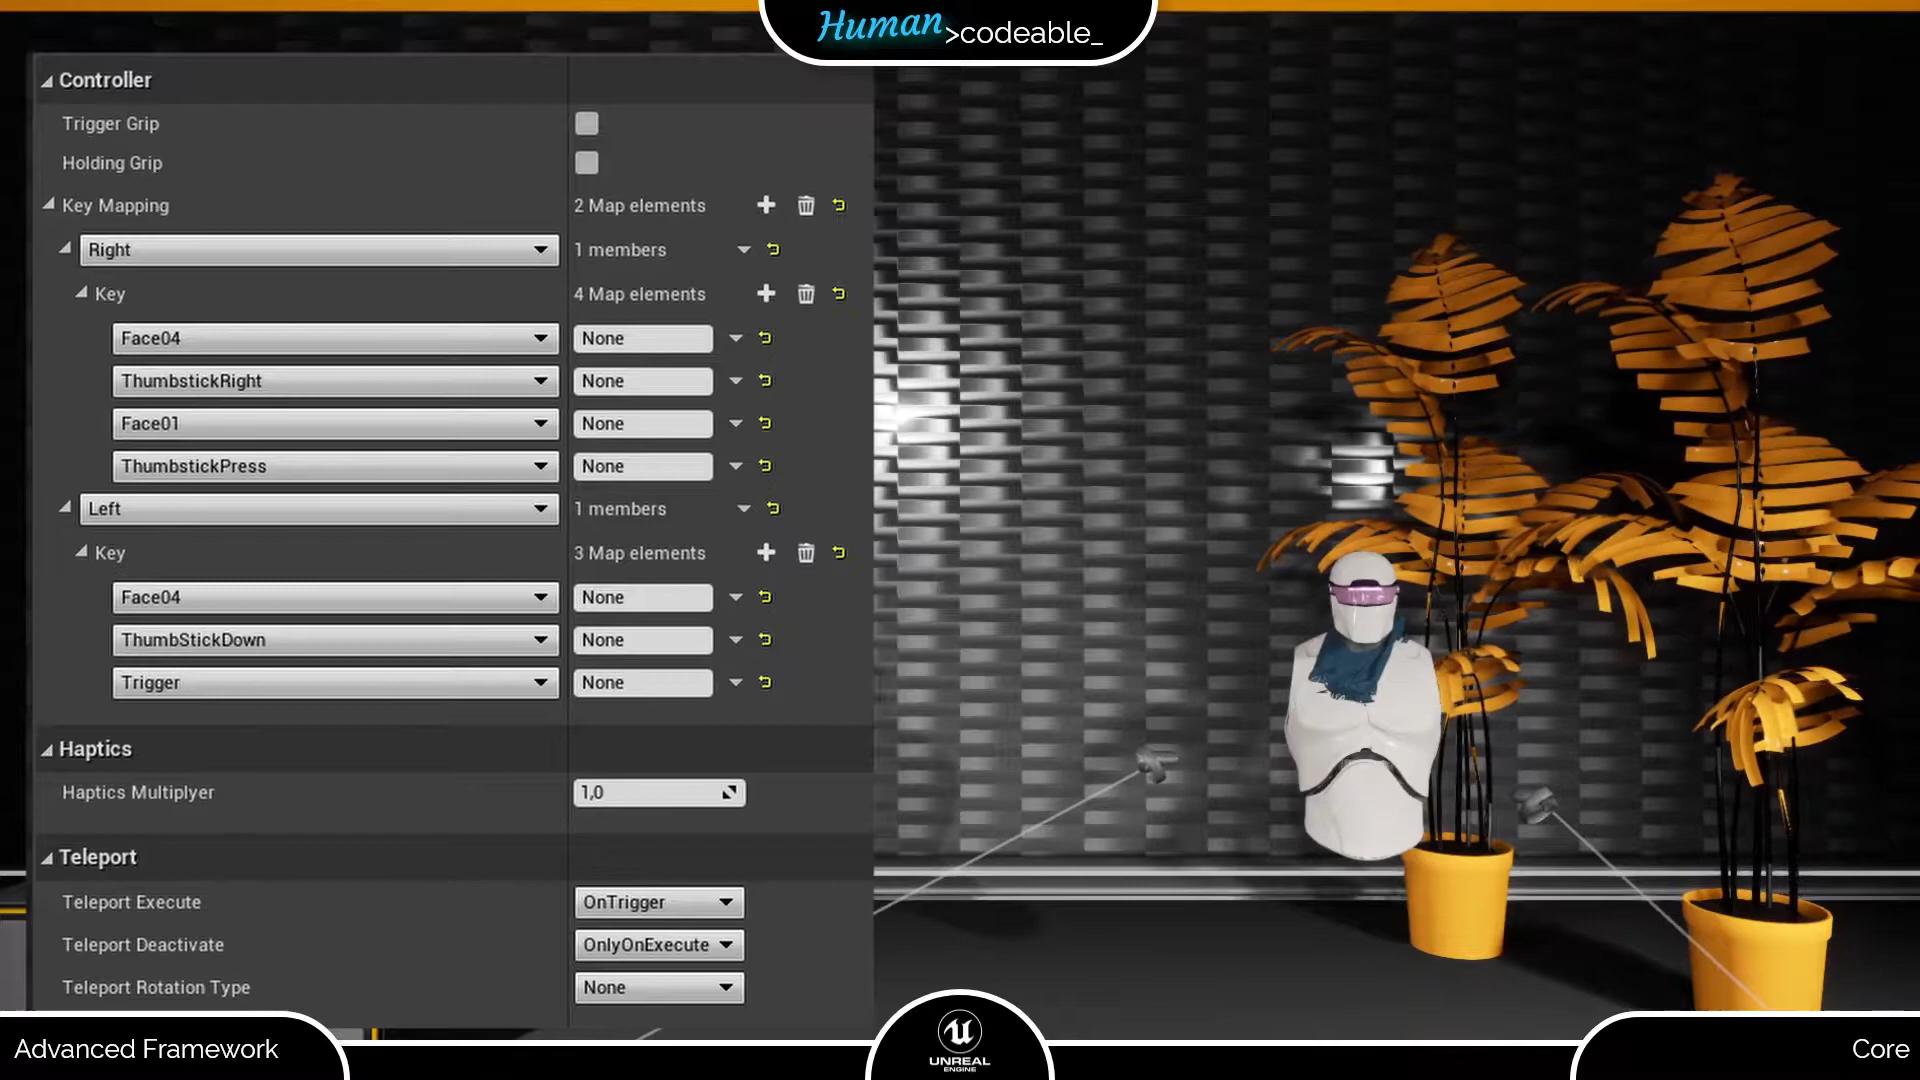 Human>codeable_
Controller
Trigger Grip
Holding Grip
Key Mapping 2 Map elements
Right 1 members
Key 4 Map elements
Face04 None
ThumbstickRight None
Face01 None
ThumbstickPress None
Left 1 members
Key 3 Map elements
Face04 None
ThumbStickDown None
Trigger None
Haptics
Haptics Multiplyer 1,0
Teleport
Teleport Execute OnTrigger
Teleport Deactivate OnlyOnExecute
Teleport Rotation Type None
Advanced Framework
UNREAL
ENGINE
Core